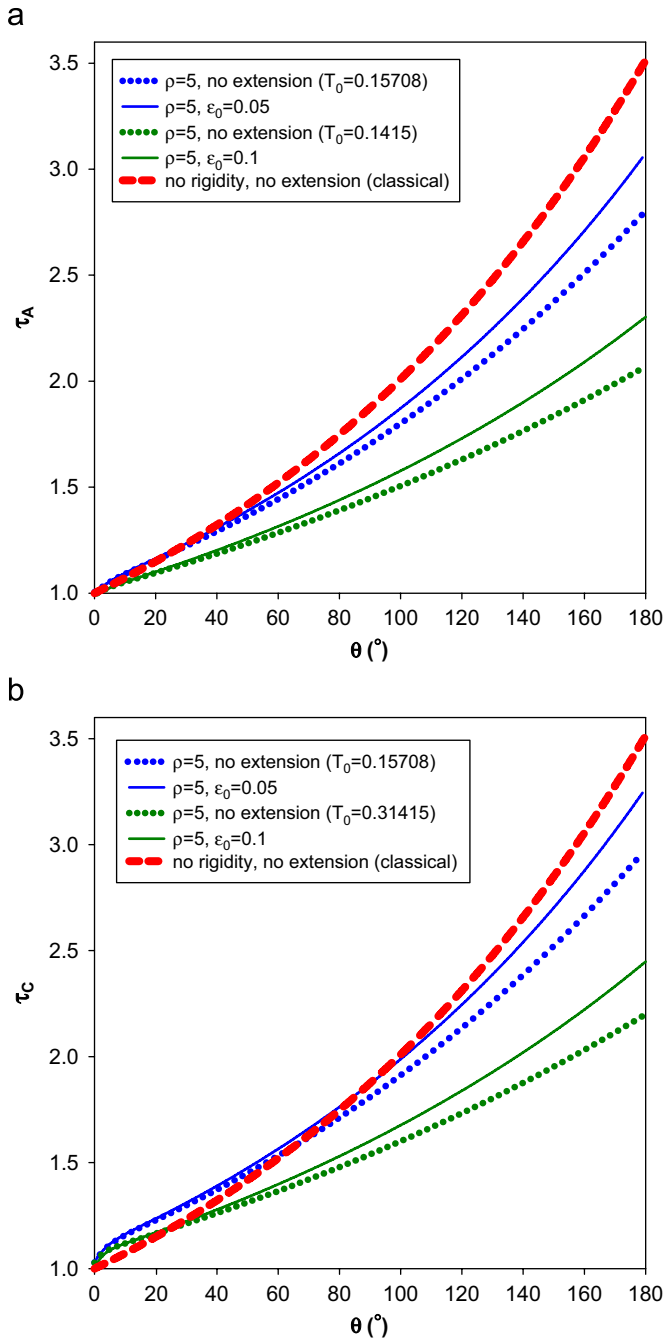 a
3.5
3.0
2.5
2.0
1.5
1.0
τA
ρ=5, no extension (T0=0.15708)
ρ=5, ε0=0.05
ρ=5, no extension (T0=0.1415)
ρ=5, ε0=0.1
no rigidity, no extension (classical)
0 20 40 60 80 100 120 140 160 180
θ (°)
b
3.5
3.0
2.5
2.0
1.5
1.0
τC
ρ=5, no extension (T0=0.15708)
ρ=5, ε0=0.05
ρ=5, no extension (T0=0.31415)
ρ=5, ε0=0.1
no rigidity, no extension (classical)
0 20 40 60 80 100 120 140 160 180
θ (°)